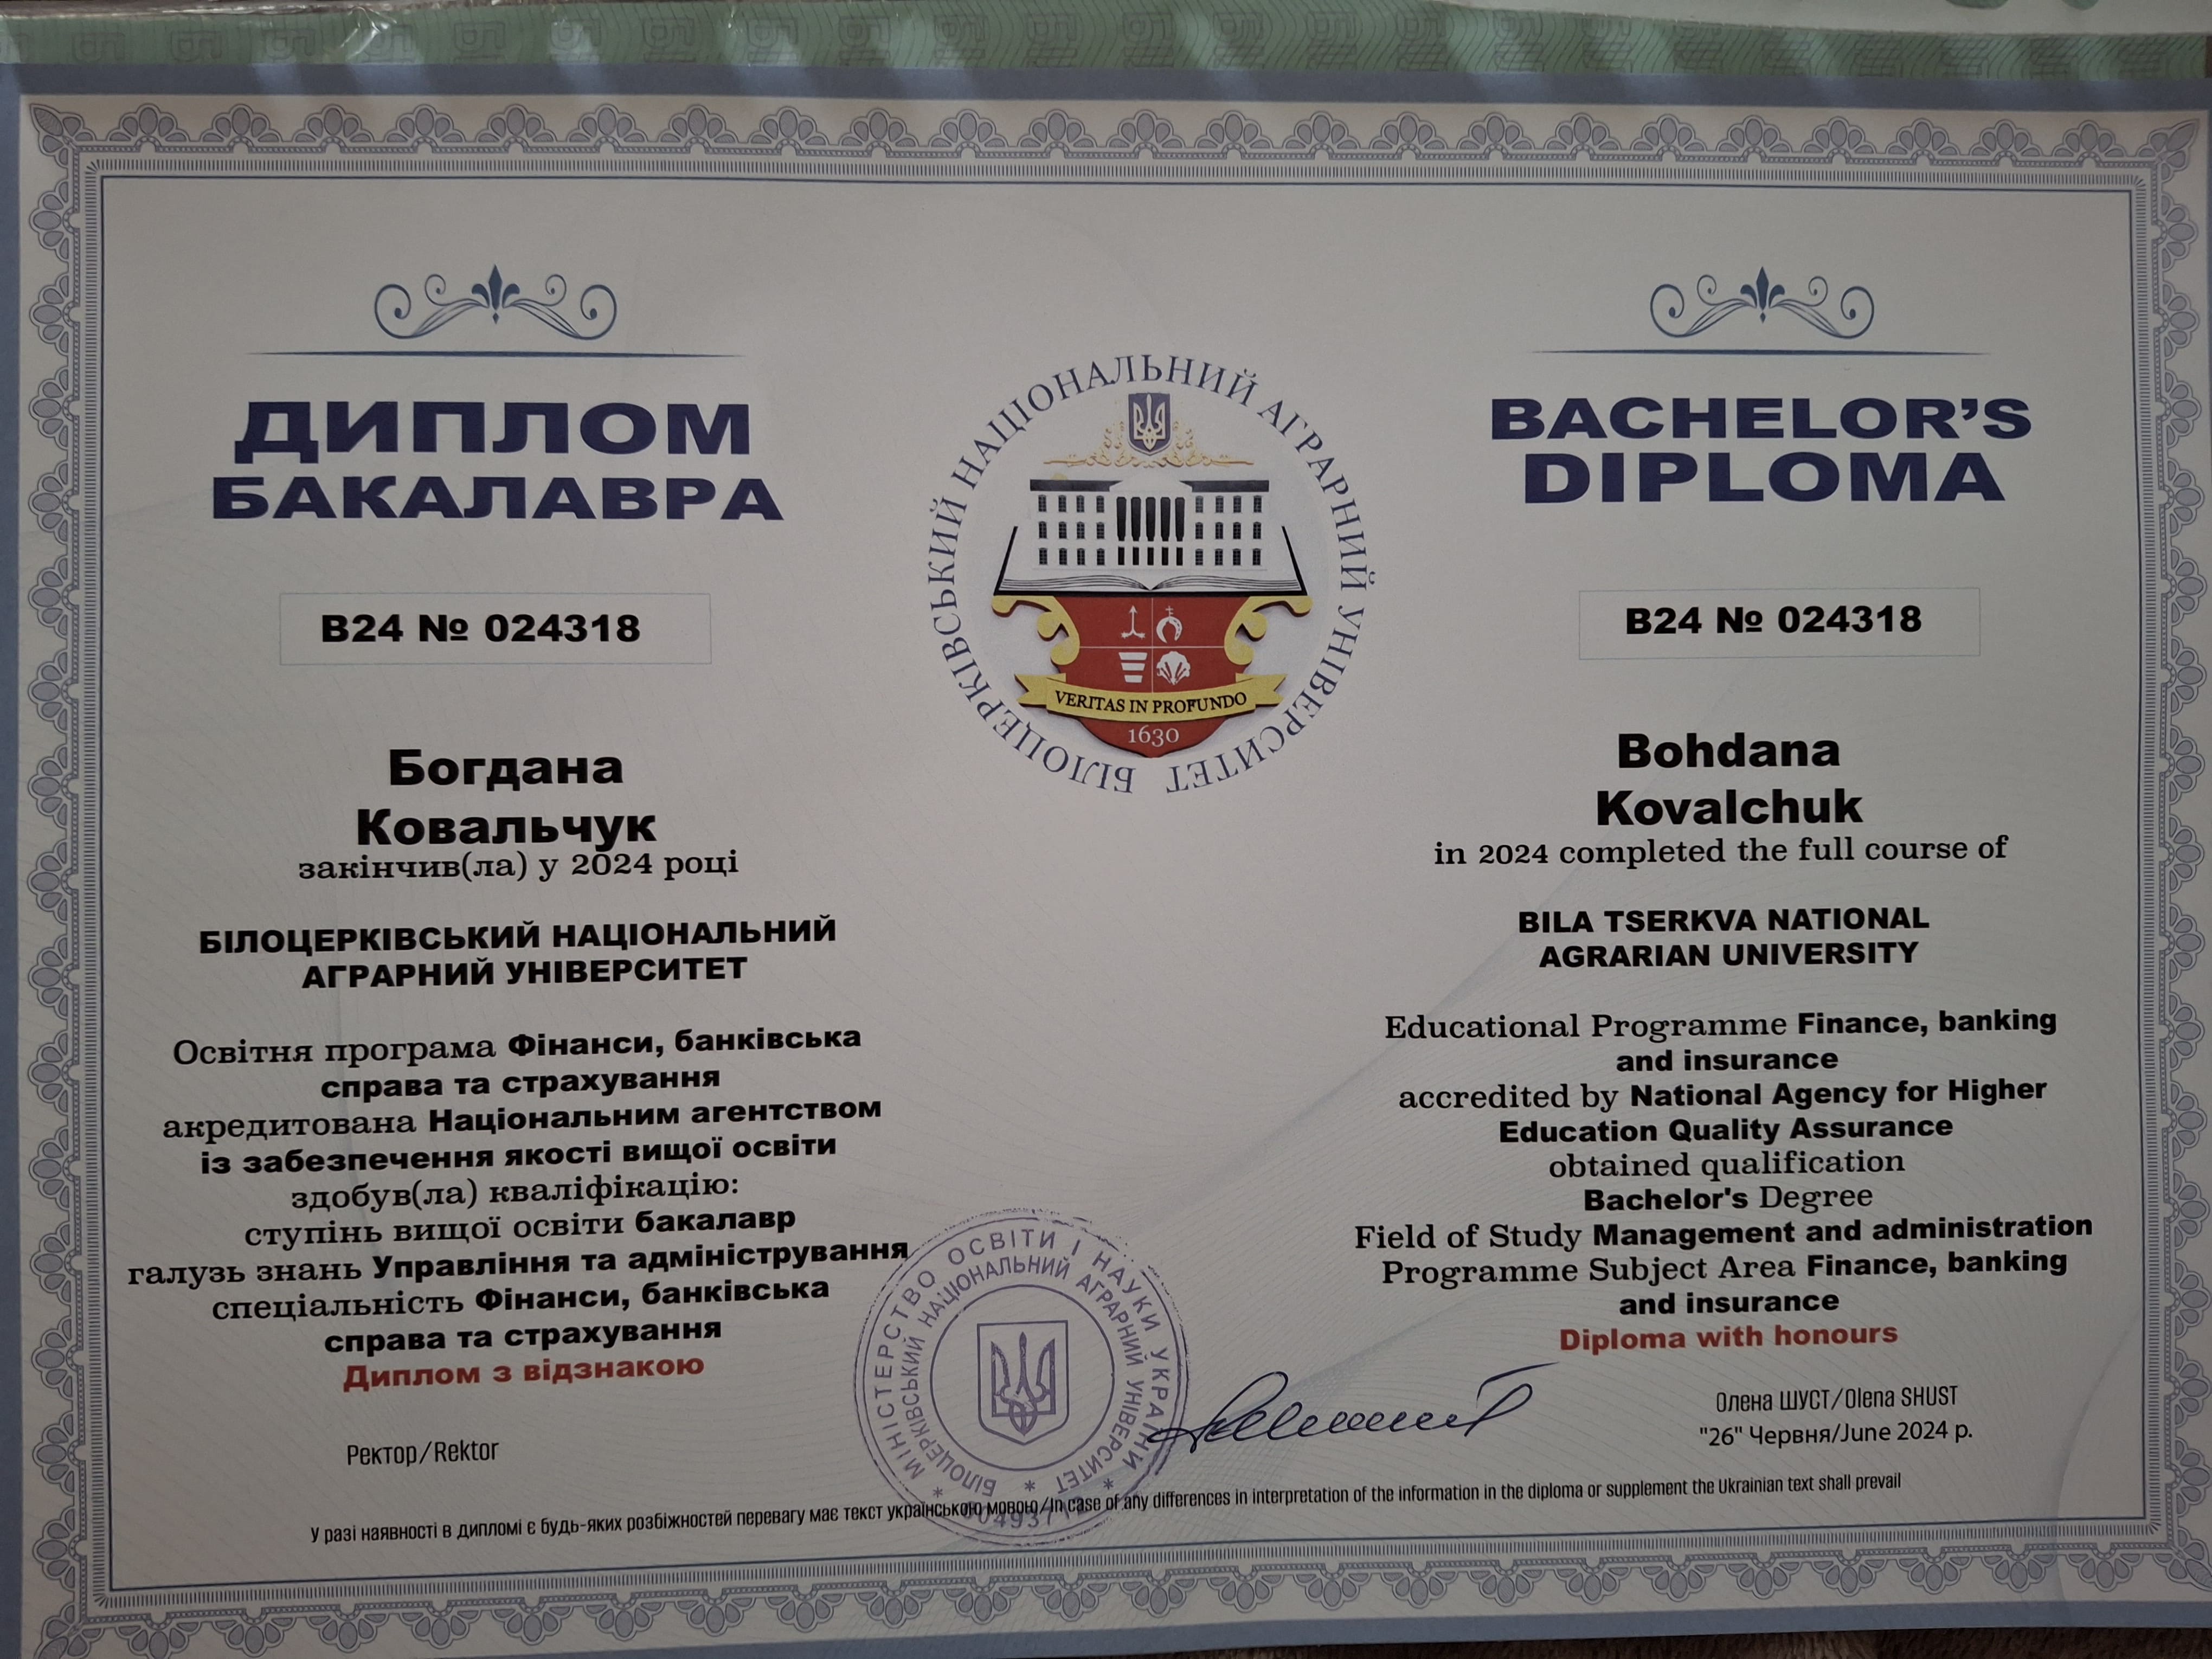 ДИПЛОМ
БАКАЛАВРА
B24 № 024318
Богдана
Ковальчук
закінчив(ла) у 2024 році
БІЛОЦЕРКІВСЬКИЙ НАЦІОНАЛЬНИЙ
АГРАРНИЙ УНІВЕРСИТЕТ
Освітня програма Фінанси, банківська
справа та страхування
акредитована Національним агентством
із забезпечення якості вищої освіти
здобув(ла) кваліфікацію:
ступінь вищої освіти бакалавр
галузь знань Управління та адміністрування
спеціальність Фінанси, банківська
справа та страхування
Диплом з відзнакою
Ректор/Rektor
БІЛОЦЕРКІВСЬКИЙ НАЦІОНАЛЬНИЙ АГРАРНИЙ УНІВЕРСИТЕТ
VERITAS IN PROFUNDO
1630
МІНІСТЕРСТВО ОСВІТИ І НАУКИ УКРАЇНИ
БІЛОЦЕРКІВСЬКИЙ НАЦІОНАЛЬНИЙ АГРАРНИЙ УНІВЕРСИТЕТ
BACHELOR'S
DIPLOMA
B24 № 024318
Bohdana
Kovalchuk
in 2024 completed the full course of
BILA TSERKVA NATIONAL
AGRARIAN UNIVERSITY
Educational Programme Finance, banking
and insurance
accredited by National Agency for Higher
Education Quality Assurance
obtained qualification
Bachelor's Degree
Field of Study Management and administration
Programme Subject Area Finance, banking
and insurance
Diploma with honours
Олена ШУСТ/Olena SHUST
"26" Червня/June 2024 р.
У разі наявності в дипломі є будь-яких розбіжностей перевагу має текст українською мовою/In case of any differences in interpretation of the information in the diploma or supplement the Ukrainian text shall prevail